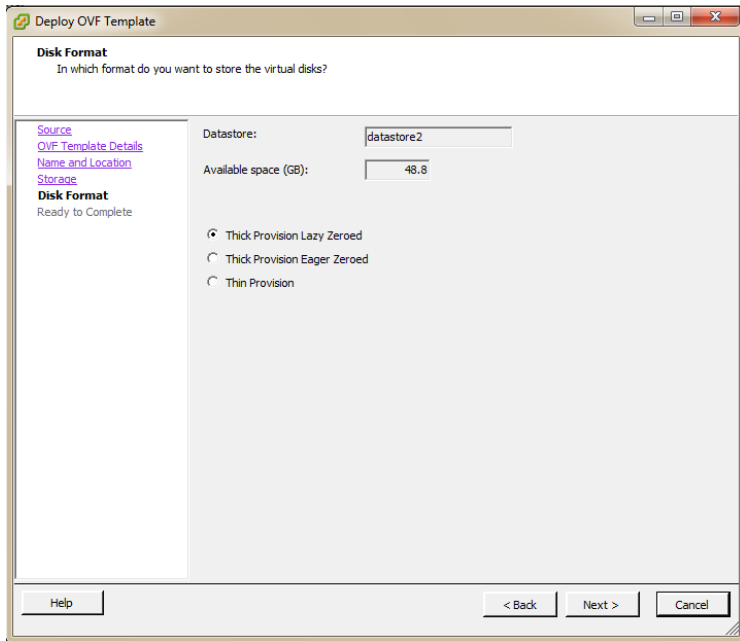 Deploy OVF Template
Disk Format
In which format do you want to store the virtual disks?
Source
OVF Template Details
Name and Location
Storage
Disk Format
Ready to Complete
Datastore:
datastore2
Available space (GB):
48.8
Thick Provision Lazy Zeroed
Thick Provision Eager Zeroed
Thin Provision
Help
< Back
Next >
Cancel